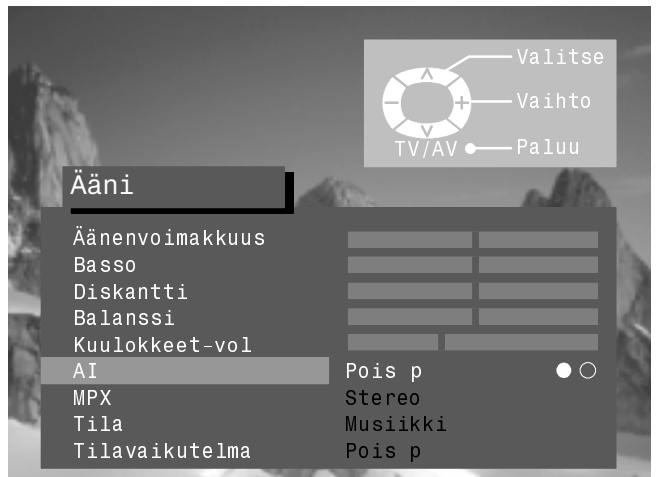 Valitse
Vaihto
TV/AV Paluu
Ääni
Äänenvoimakkuus
Basso
Diskantti
Balanssi
Kuulokkeet-vol
AI Pois p
MPX Stereo
Tila Musiikki
Tilavaikutelma Pois p